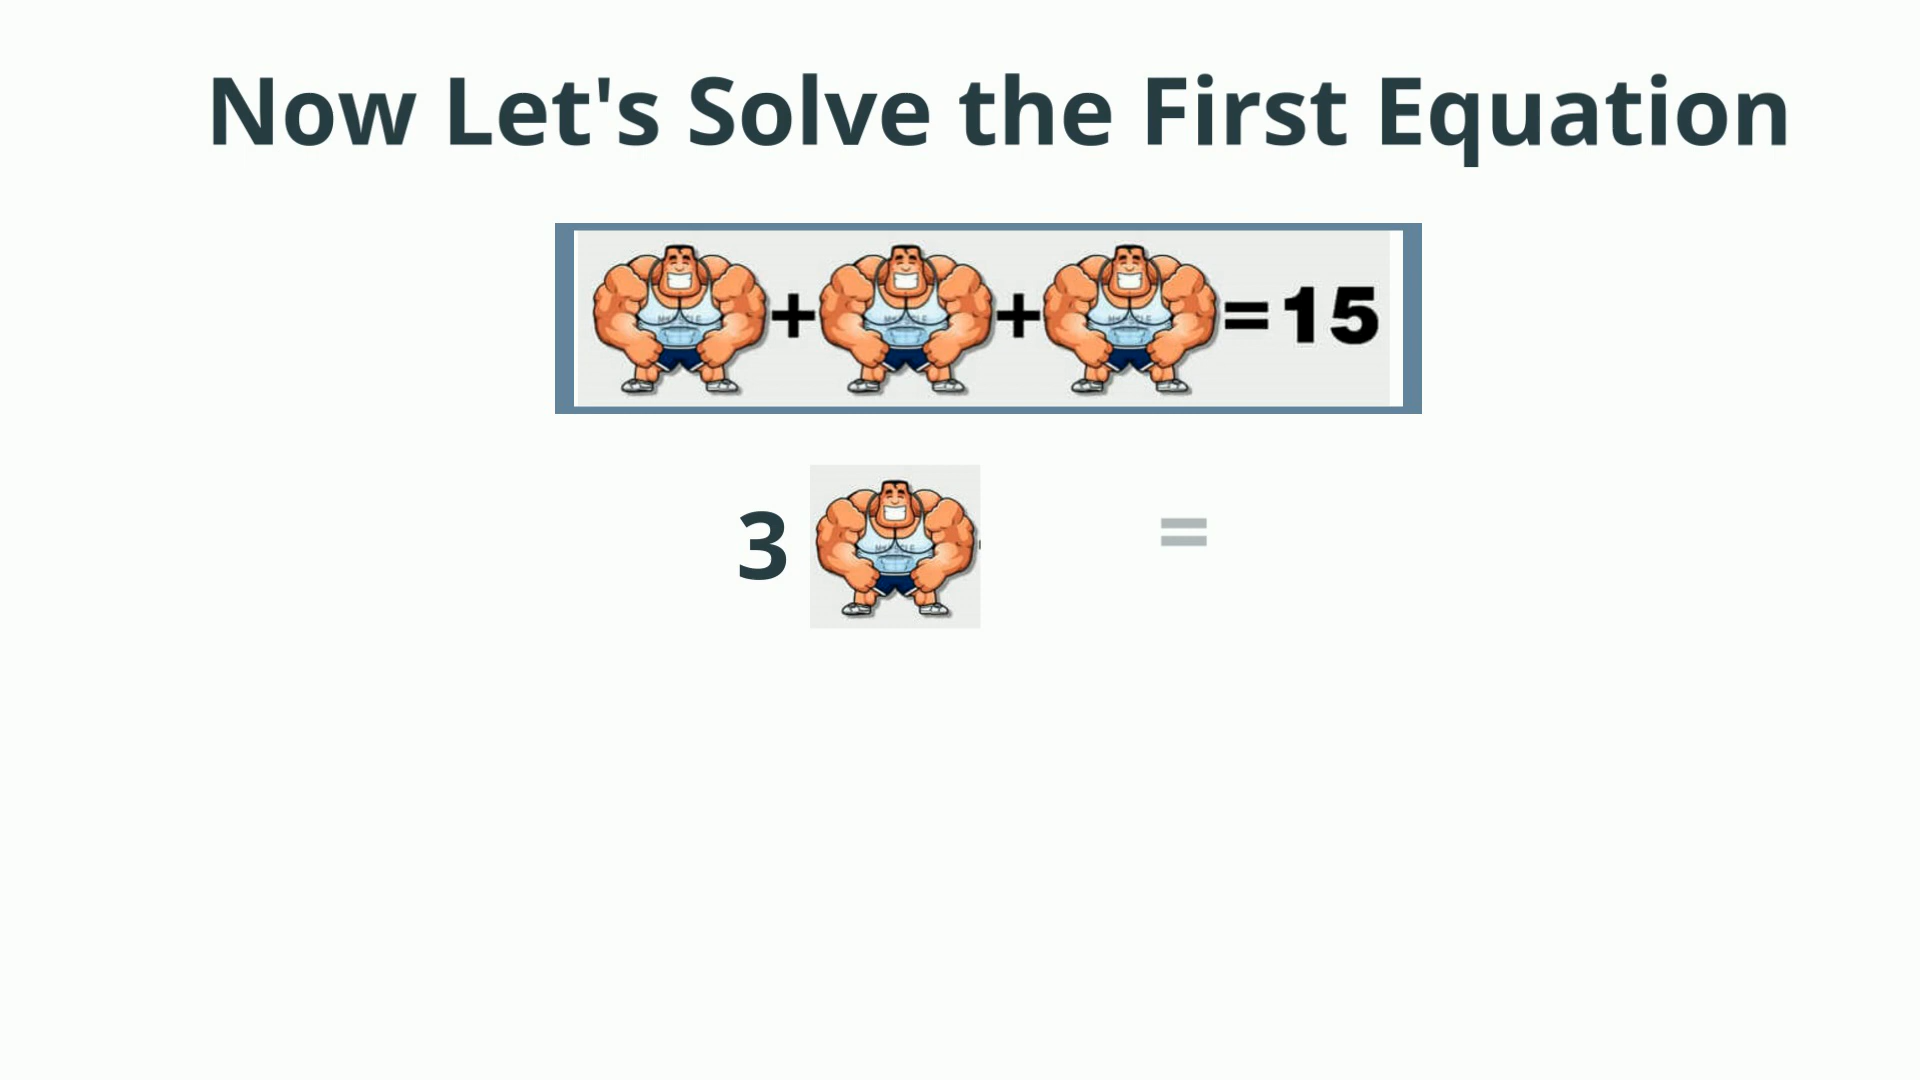 Now Let's Solve the First Equation
+ + =15
3 =